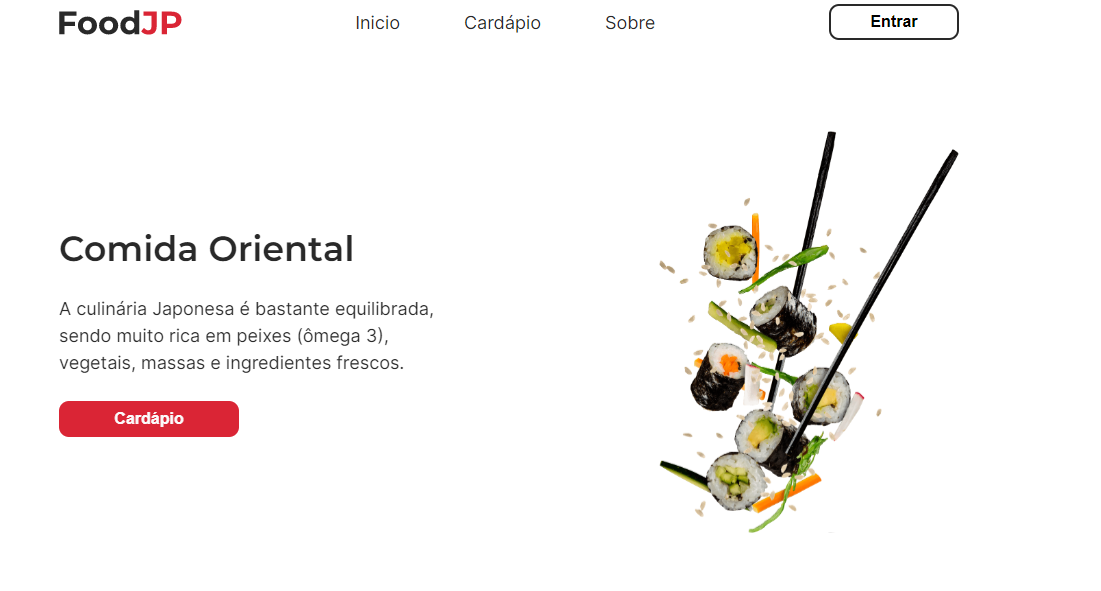 FoodJP
Inicio
Cardápio
Sobre
Entrar
Comida Oriental
A culinária Japonesa é bastante equilibrada,
sendo muito rica em peixes (ômega 3),
vegetais, massas e ingredientes frescos.
Cardápio